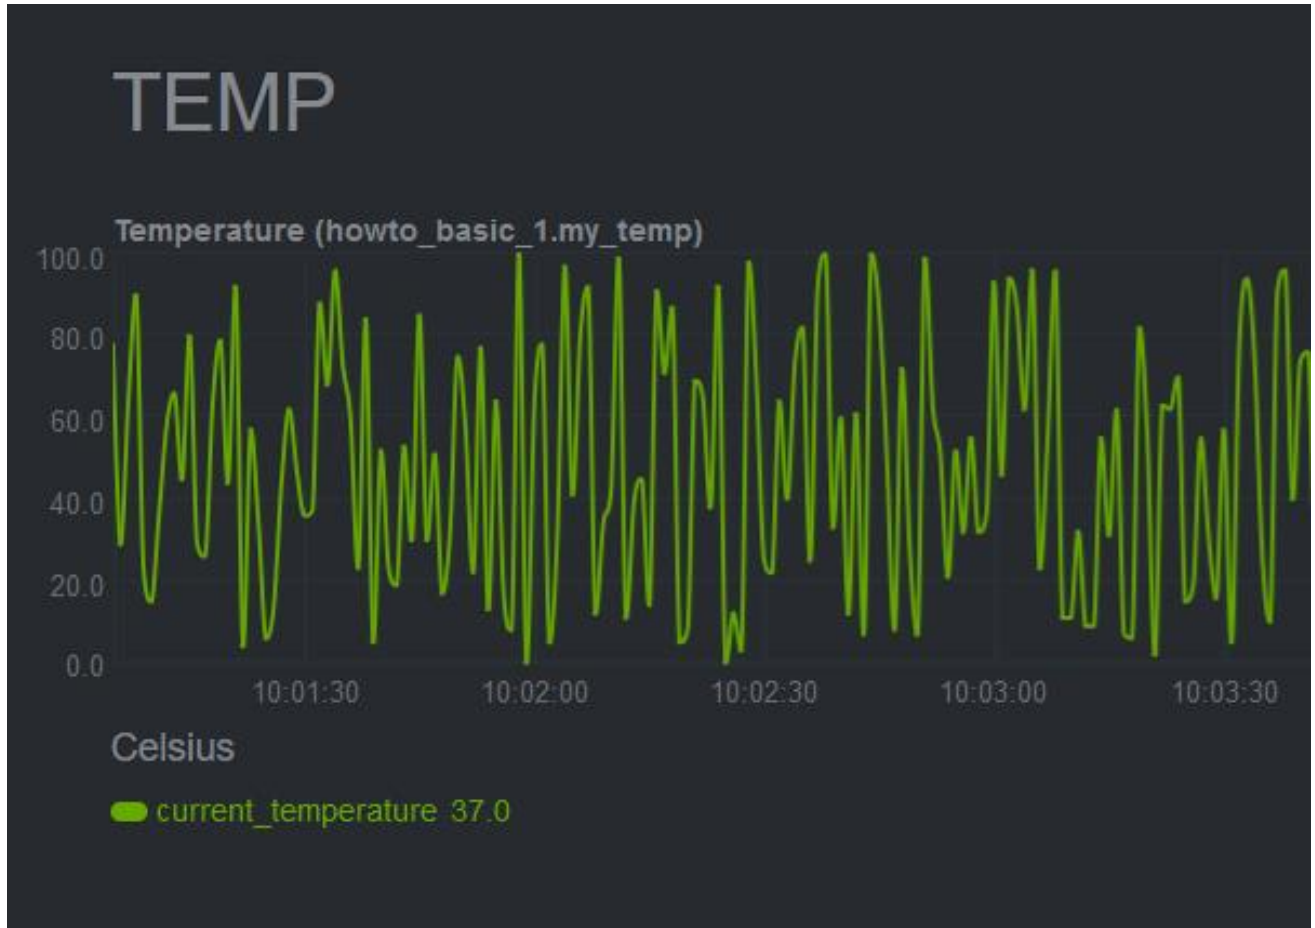 TEMP
Temperature (howto_basic_1.my_temp)
100.0
80.0
60.0
40.0
20.0
0.0
10:01:30 10:02:00 10:02:30 10:03:00 10:03:30
Celsius
current_temperature 37.0